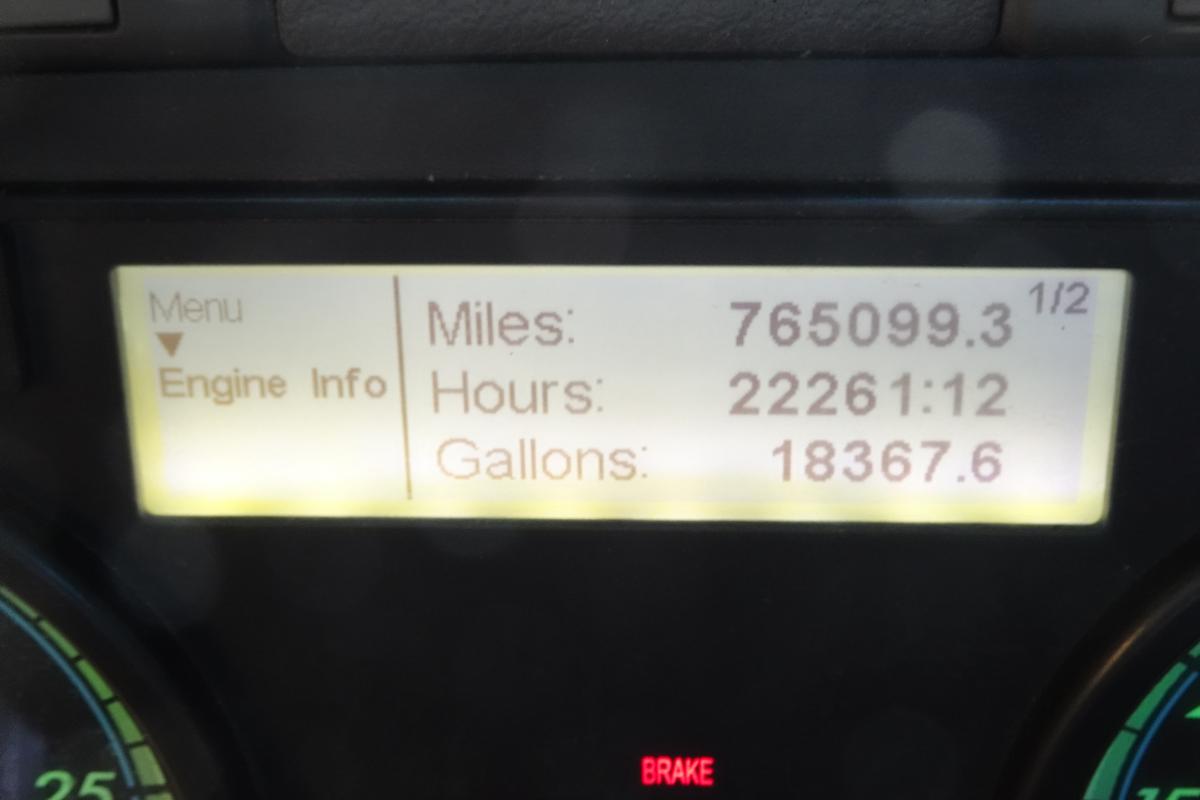 Menu
Engine Info
Miles: 765099.3
1/2
Hours: 22261:12
Gallons: 18367.6
25
BRAKE